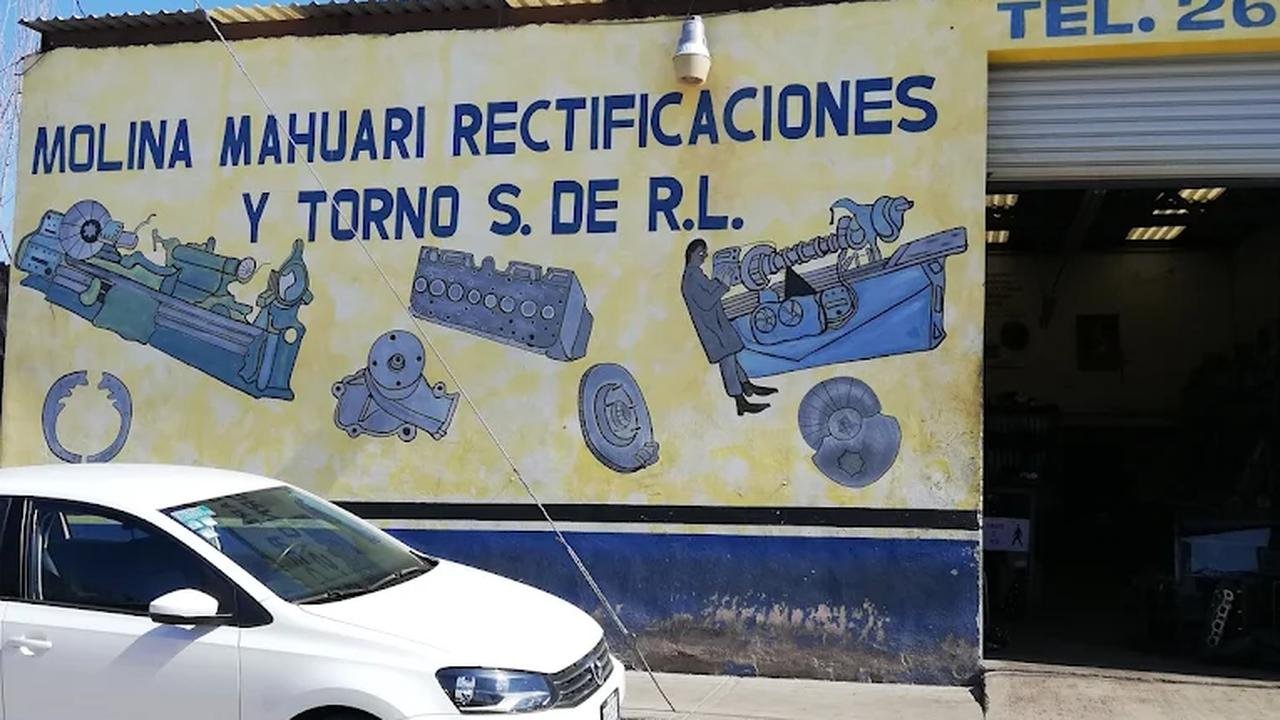 TEL. 26
MOLINA MAHUARI RECTIFICACIONES
Y TORNO S. DE R.L.